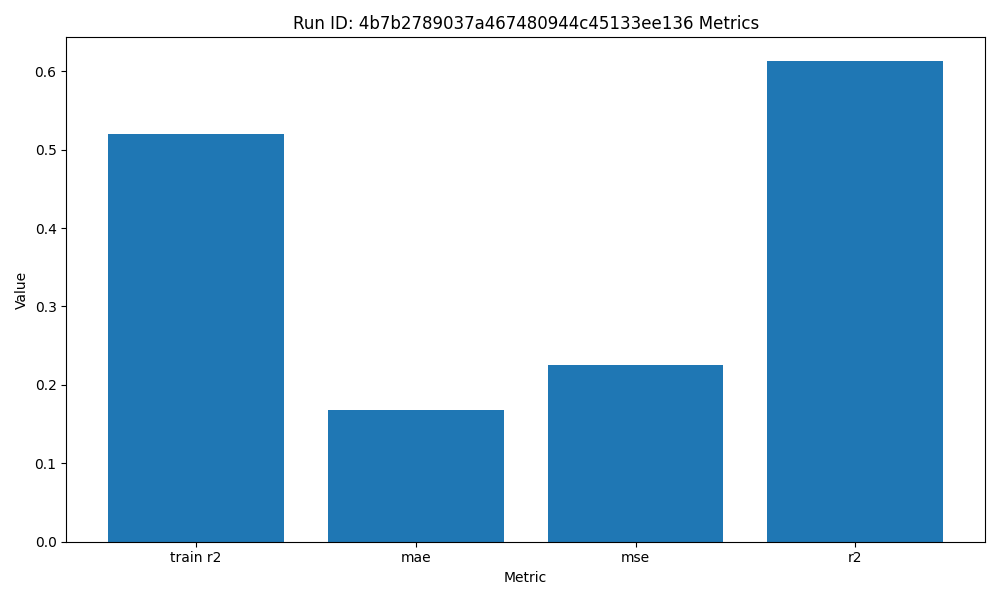 Run ID: 4b7b2789037a467480944c45133ee136 Metrics
Value
0.6
0.5
0.4
0.3
0.2
0.1
0.0
train r2
mae
mse
r2
Metric